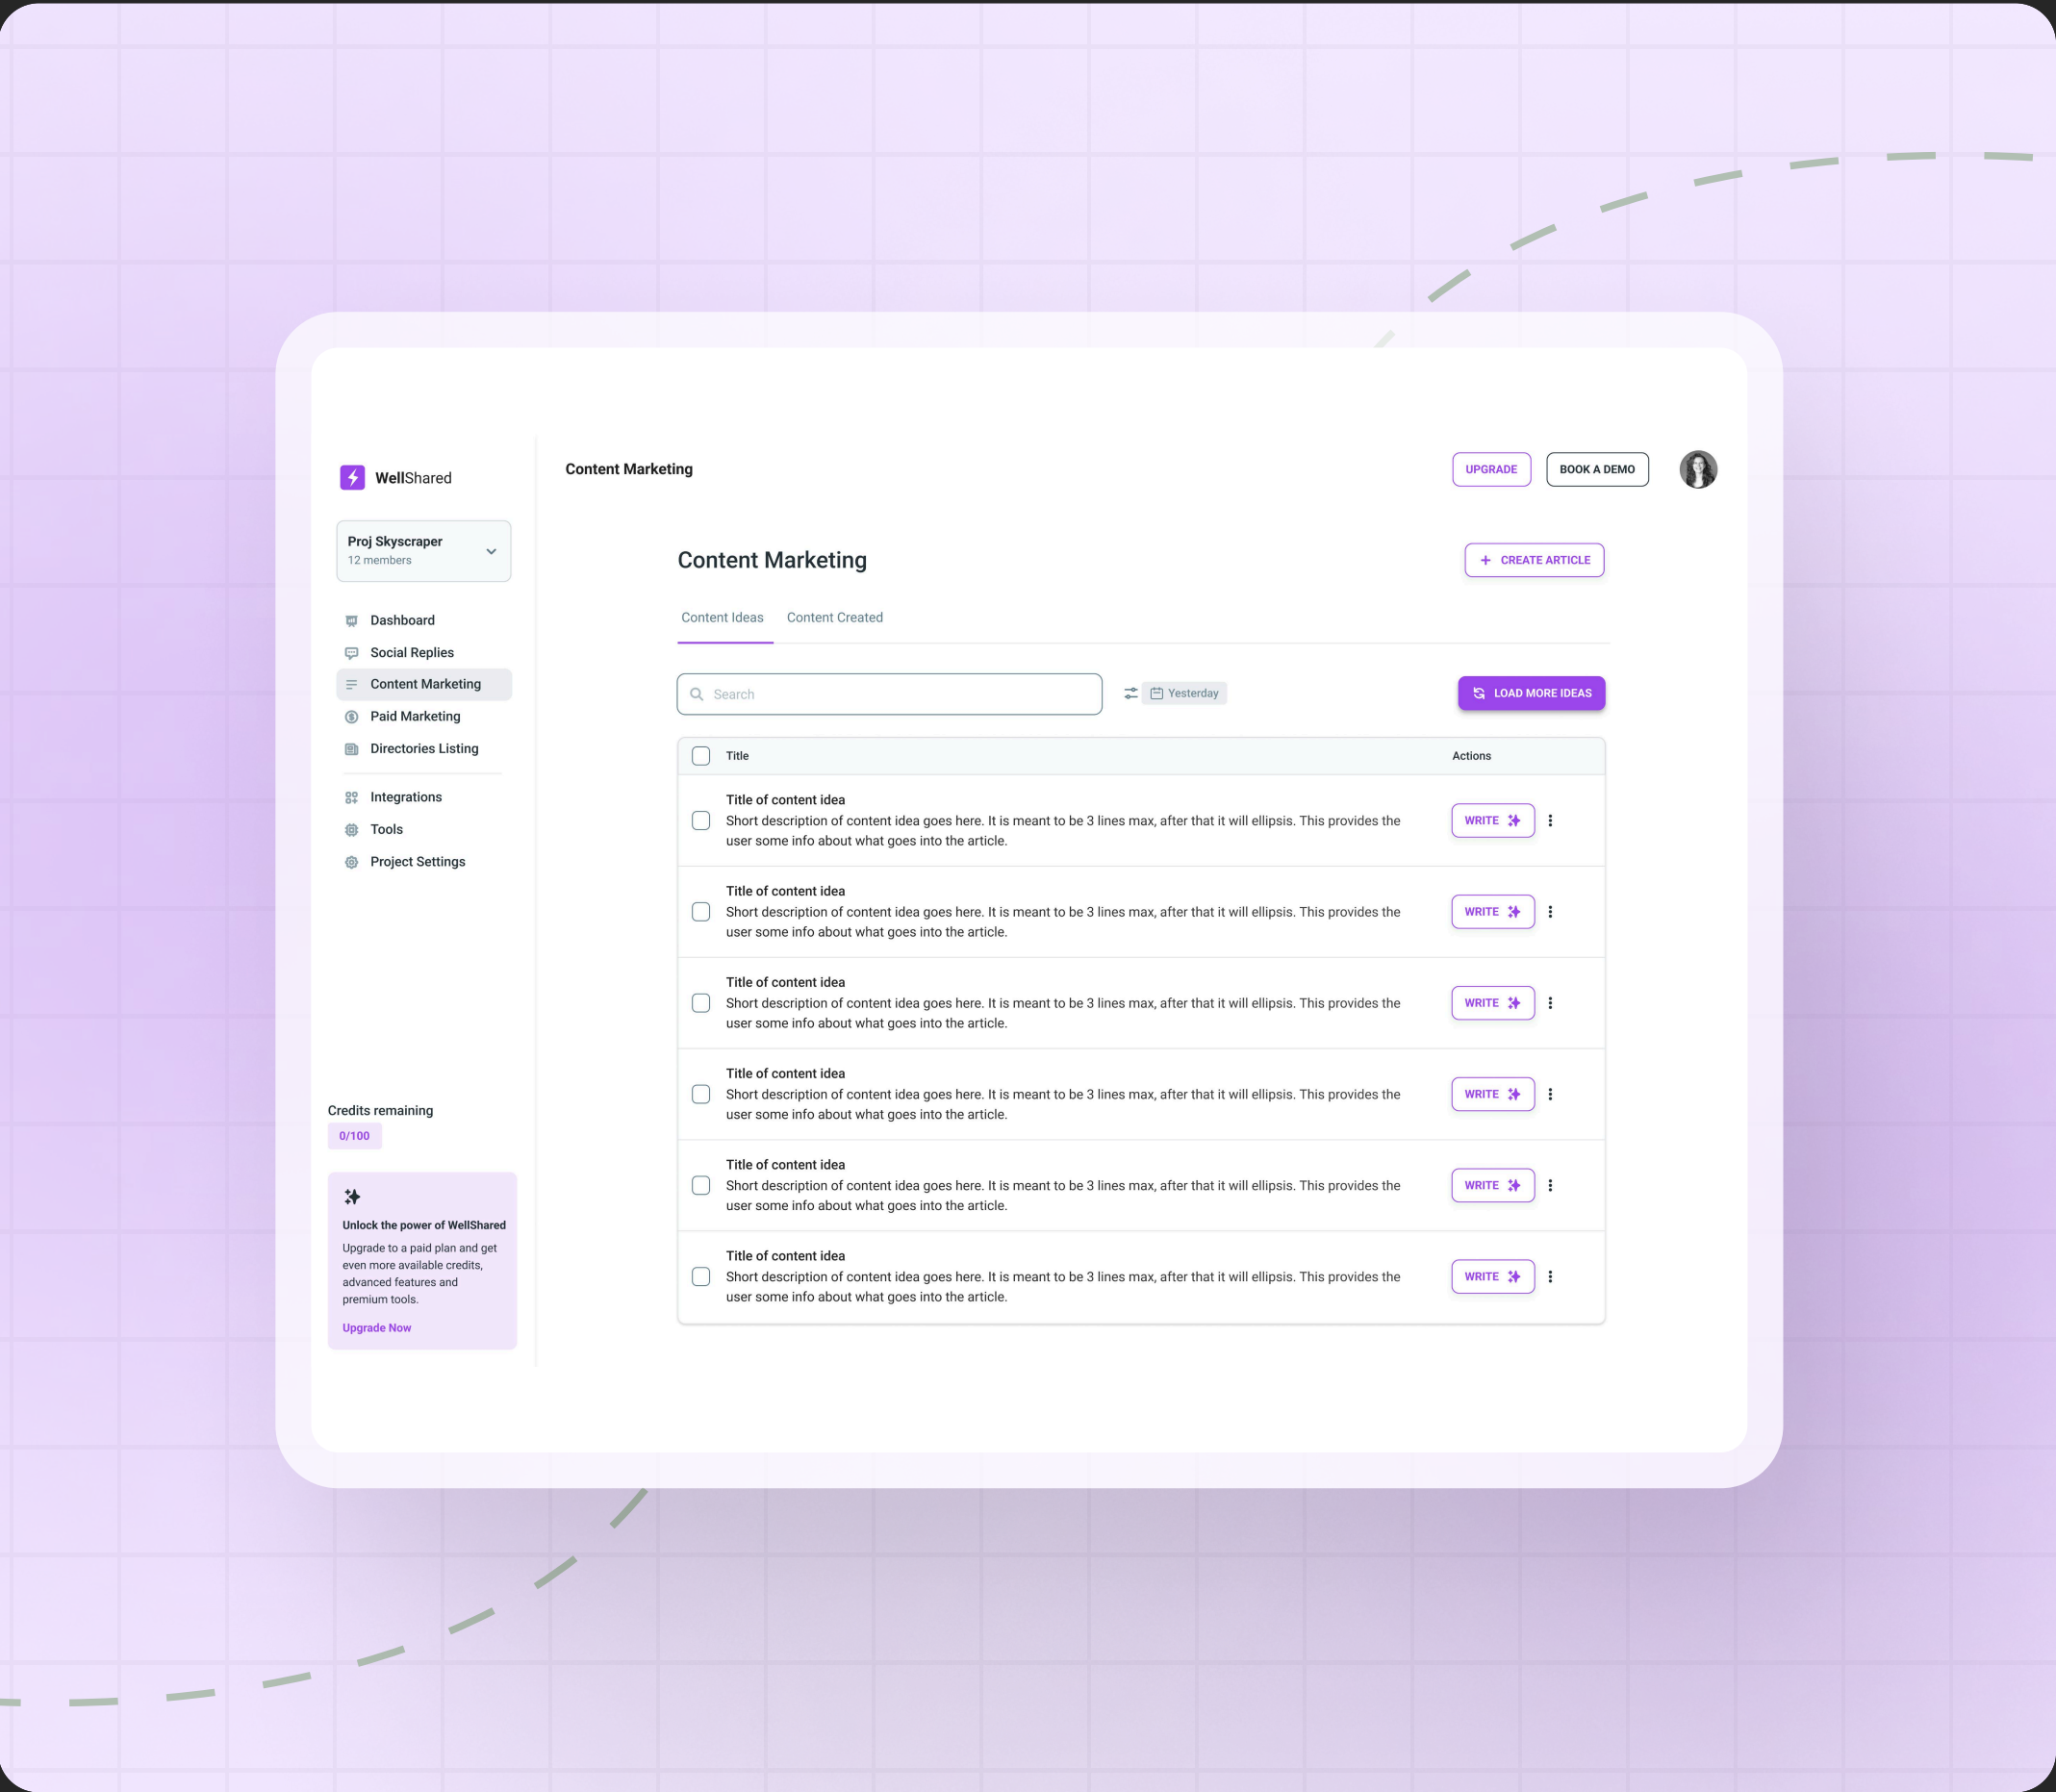 WellShared
Proj Skyscraper
12 members
Dashboard
Social Replies
Content Marketing
Paid Marketing
Directories Listing
Integrations
Tools
Project Settings
Credits remaining
0/100
Unlock the power of WellShared
Upgrade to a paid plan and get
even more available credits,
advanced features and
premium tools.
Upgrade Now
Content Marketing
UPGRADE
BOOK A DEMO
Content Marketing
CREATE ARTICLE
Content Ideas
Content Created
Search
Yesterday
LOAD MORE IDEAS
Title
Actions
Title of content idea
Short description of content idea goes here. It is meant to be 3 lines max, after that it will ellipsis. This provides the
user some info about what goes into the article.
WRITE
Title of content idea
Short description of content idea goes here. It is meant to be 3 lines max, after that it will ellipsis. This provides the
user some info about what goes into the article.
WRITE
Title of content idea
Short description of content idea goes here. It is meant to be 3 lines max, after that it will ellipsis. This provides the
user some info about what goes into the article.
WRITE
Title of content idea
Short description of content idea goes here. It is meant to be 3 lines max, after that it will ellipsis. This provides the
user some info about what goes into the article.
WRITE
Title of content idea
Short description of content idea goes here. It is meant to be 3 lines max, after that it will ellipsis. This provides the
user some info about what goes into the article.
WRITE
Title of content idea
Short description of content idea goes here. It is meant to be 3 lines max, after that it will ellipsis. This provides the
user some info about what goes into the article.
WRITE